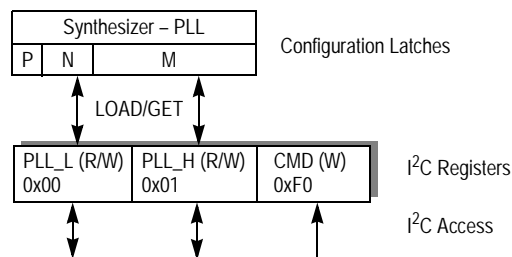 Synthesizer – PLL
P N M
Configuration Latches
LOAD/GET
PLL_L (R/W) PLL_H (R/W) CMD (W)
0x00 0x01 0xF0
I²C Registers
I²C Access